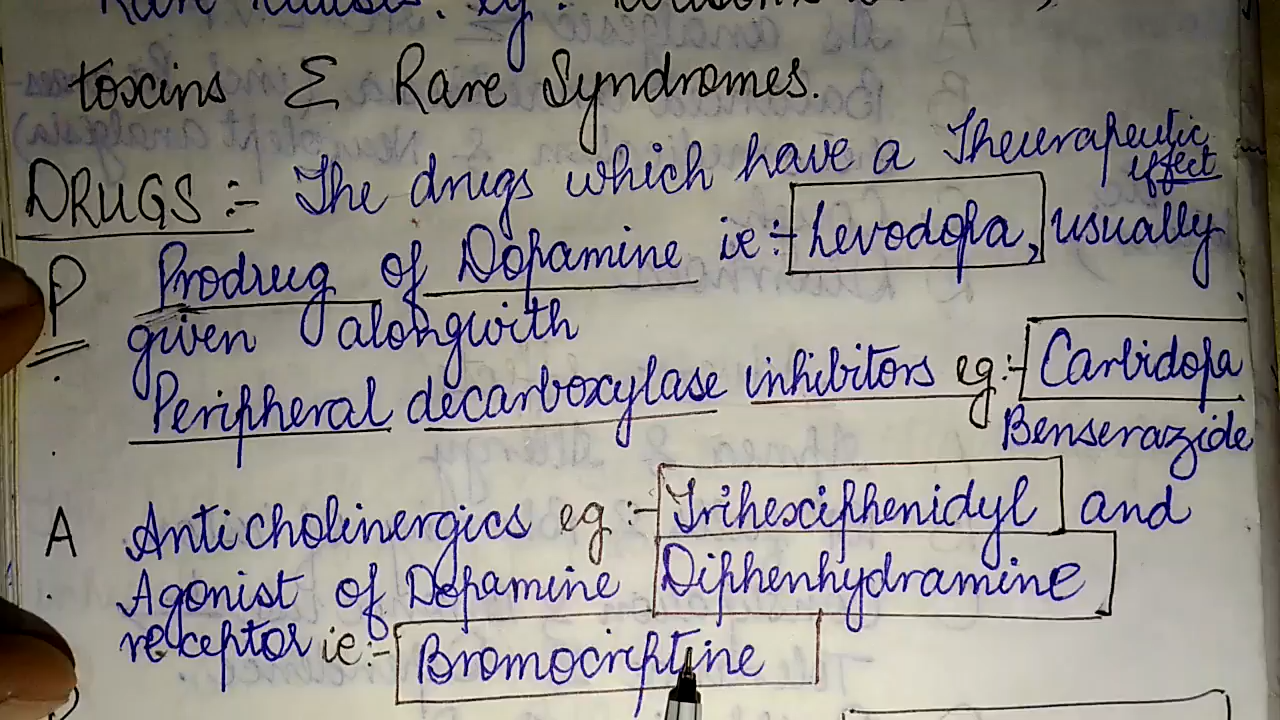 toxins Σ Rare Syndromes.
DRUGS :- The drugs which have a Theurapeutic effect
P Prodrug of Dopamine ie :- Levodopa, usually
given alongwith
Peripheral decarboxylase inhibitors eg :- Carbidopa
Benserazide
A Anticholinergics eg :- Trihexiphenidyl and
Agonist of Dopamine Diphenhydramine
receptor ie :- Bromocriptine